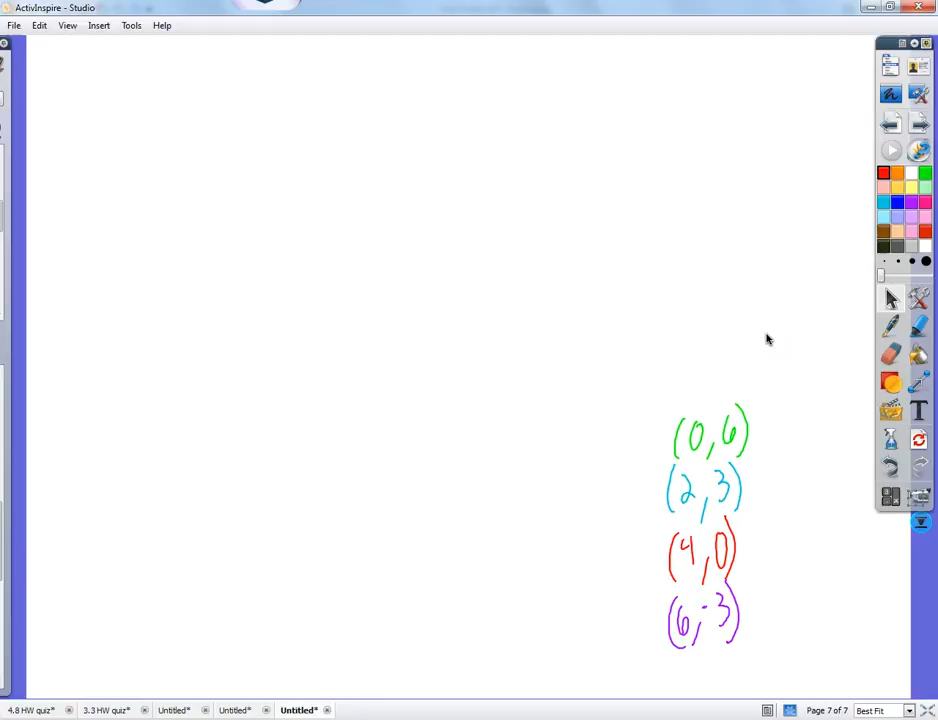 ActivInspire - Studio
File Edit View Insert Tools Help
(0,6)
(2,3)
(4,0)
(6,-3)
T
4.8 HW quiz* 3.3 HW quiz* Untitled* Untitled* Untitled* Page 7 of 7 Best Fit